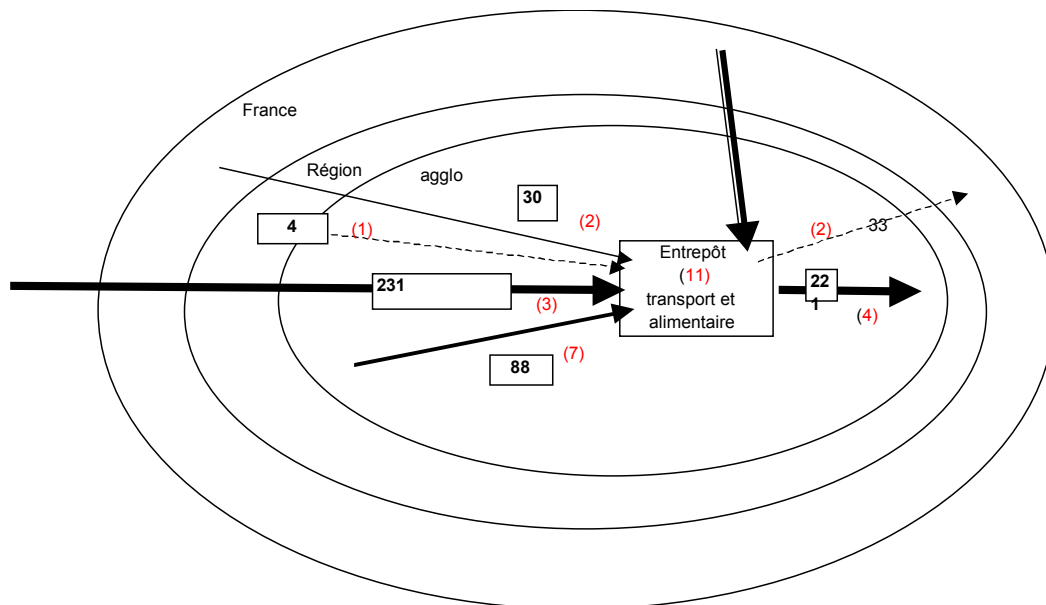 France
Région
agglo
30
4
(1)
(2)
(2)
33
Entrepôt
(11)
transport et
alimentaire
231
(3)
22
1
(4)
(7)
88